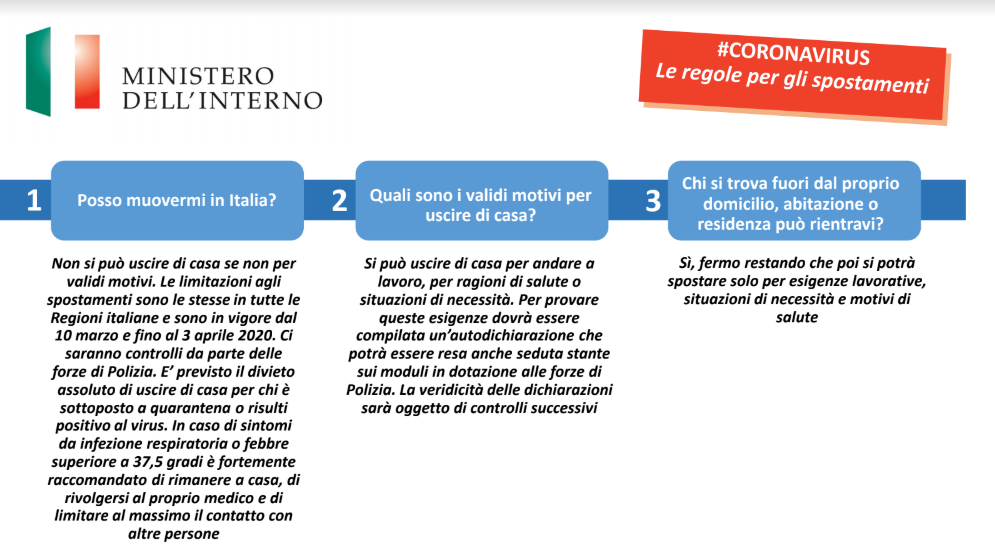 MINISTERO
DELL'INTERNO
#CORONAVIRUS
Le regole per gli spostamenti
1
Posso muovermi in Italia?
Non si può uscire di casa se non per
validi motivi. Le limitazioni agli
spostamenti sono le stesse in tutte le
Regioni italiane e sono in vigore dal
10 marzo e fino al 3 aprile 2020. Ci
saranno controlli da parte delle
forze di Polizia. E’ previsto il divieto
assoluto di uscire di casa per chi è
sottoposto a quarantena o risulti
positivo al virus. In caso di sintomi
da infezione respiratoria o febbre
superiore a 37,5 gradi è fortemente
raccomandato di rimanere a casa, di
rivolgersi al proprio medico e di
limitare al massimo il contatto con
altre persone
2
Quali sono i validi motivi per
uscire di casa?
Si può uscire di casa per andare a
lavoro, per ragioni di salute o
situazioni di necessità. Per provare
queste esigenze dovrà essere
compilata un’autodichiarazione che
potrà essere resa anche seduta stante
sui moduli in dotazione alle forze di
Polizia. La veridicità delle dichiarazioni
sarà oggetto di controlli successivi
3
Chi si trova fuori dal proprio
domicilio, abitazione o
residenza può rientravi?
Sì, fermo restando che poi si potrà
spostare solo per esigenze lavorative,
situazioni di necessità e motivi di
salute